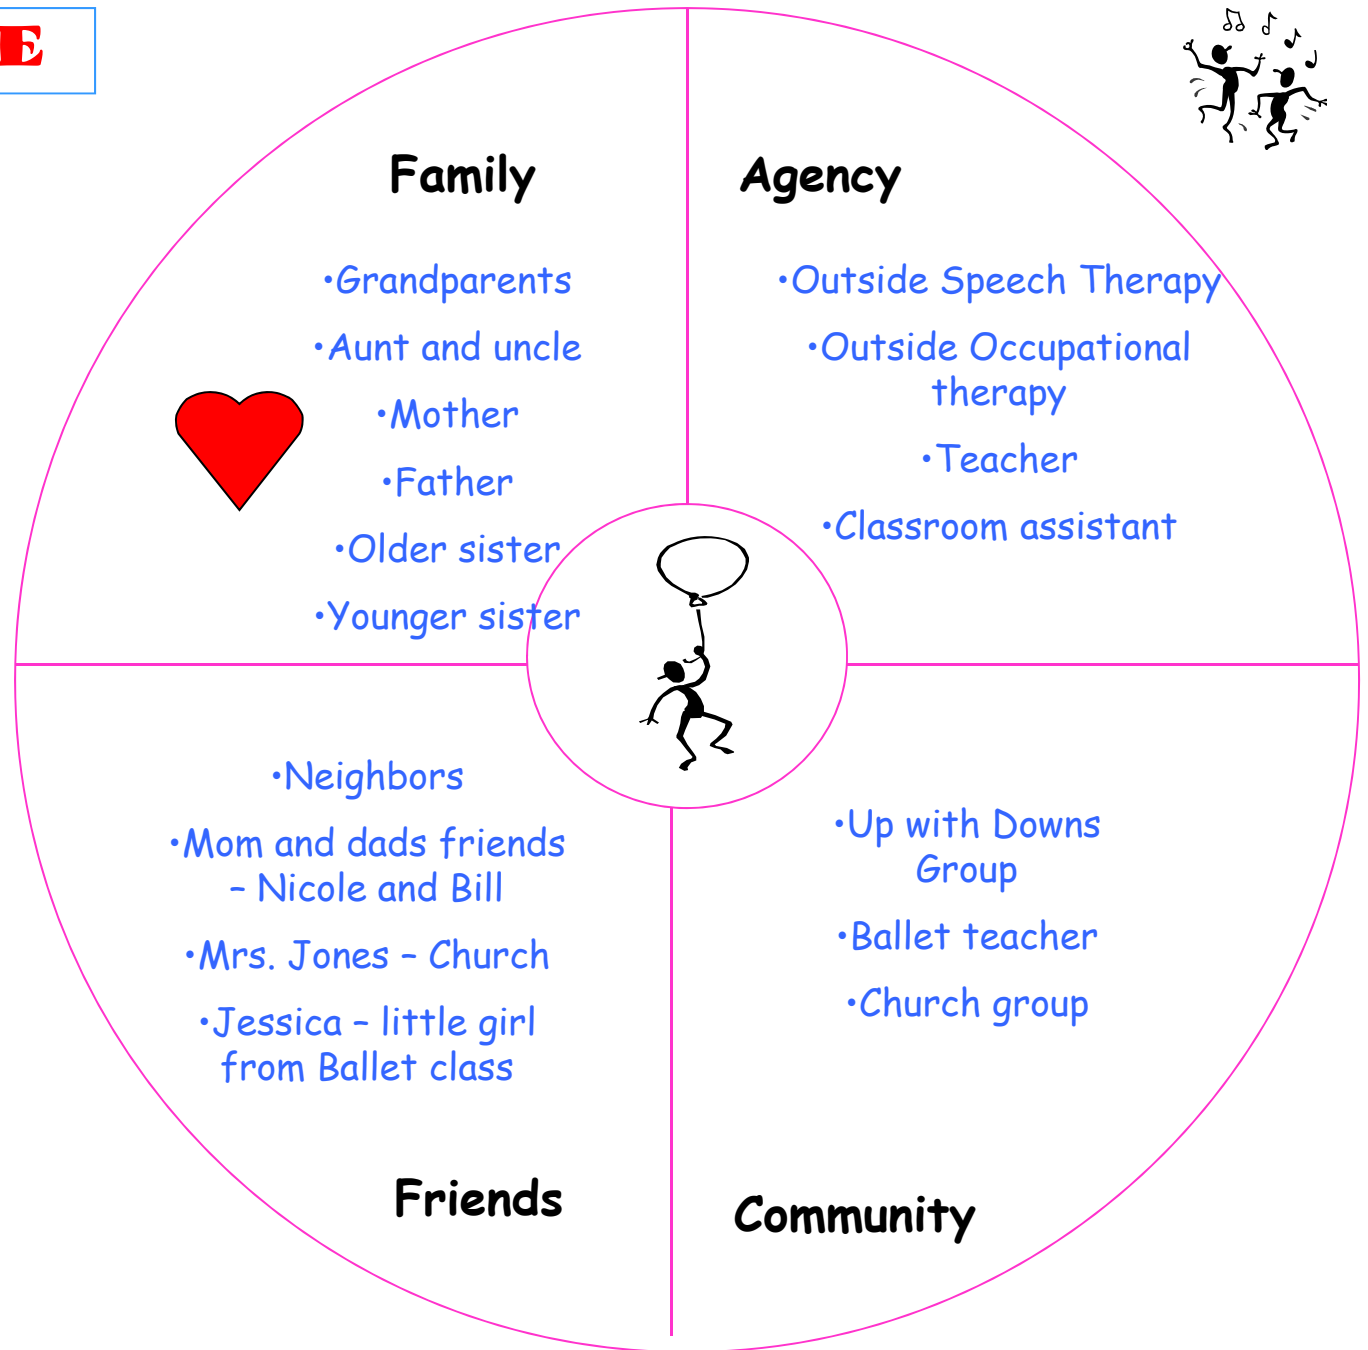 E
Family
•Grandparents
•Aunt and uncle
•Mother
•Father
•Older sister
•Younger sister
Agency
•Outside Speech Therapy
•Outside Occupational
therapy
•Teacher
•Classroom assistant
•Neighbors
•Mom and dads friends
– Nicole and Bill
•Mrs. Jones – Church
•Jessica – little girl
from Ballet class
Friends
•Up with Downs
Group
•Ballet teacher
•Church group
Community